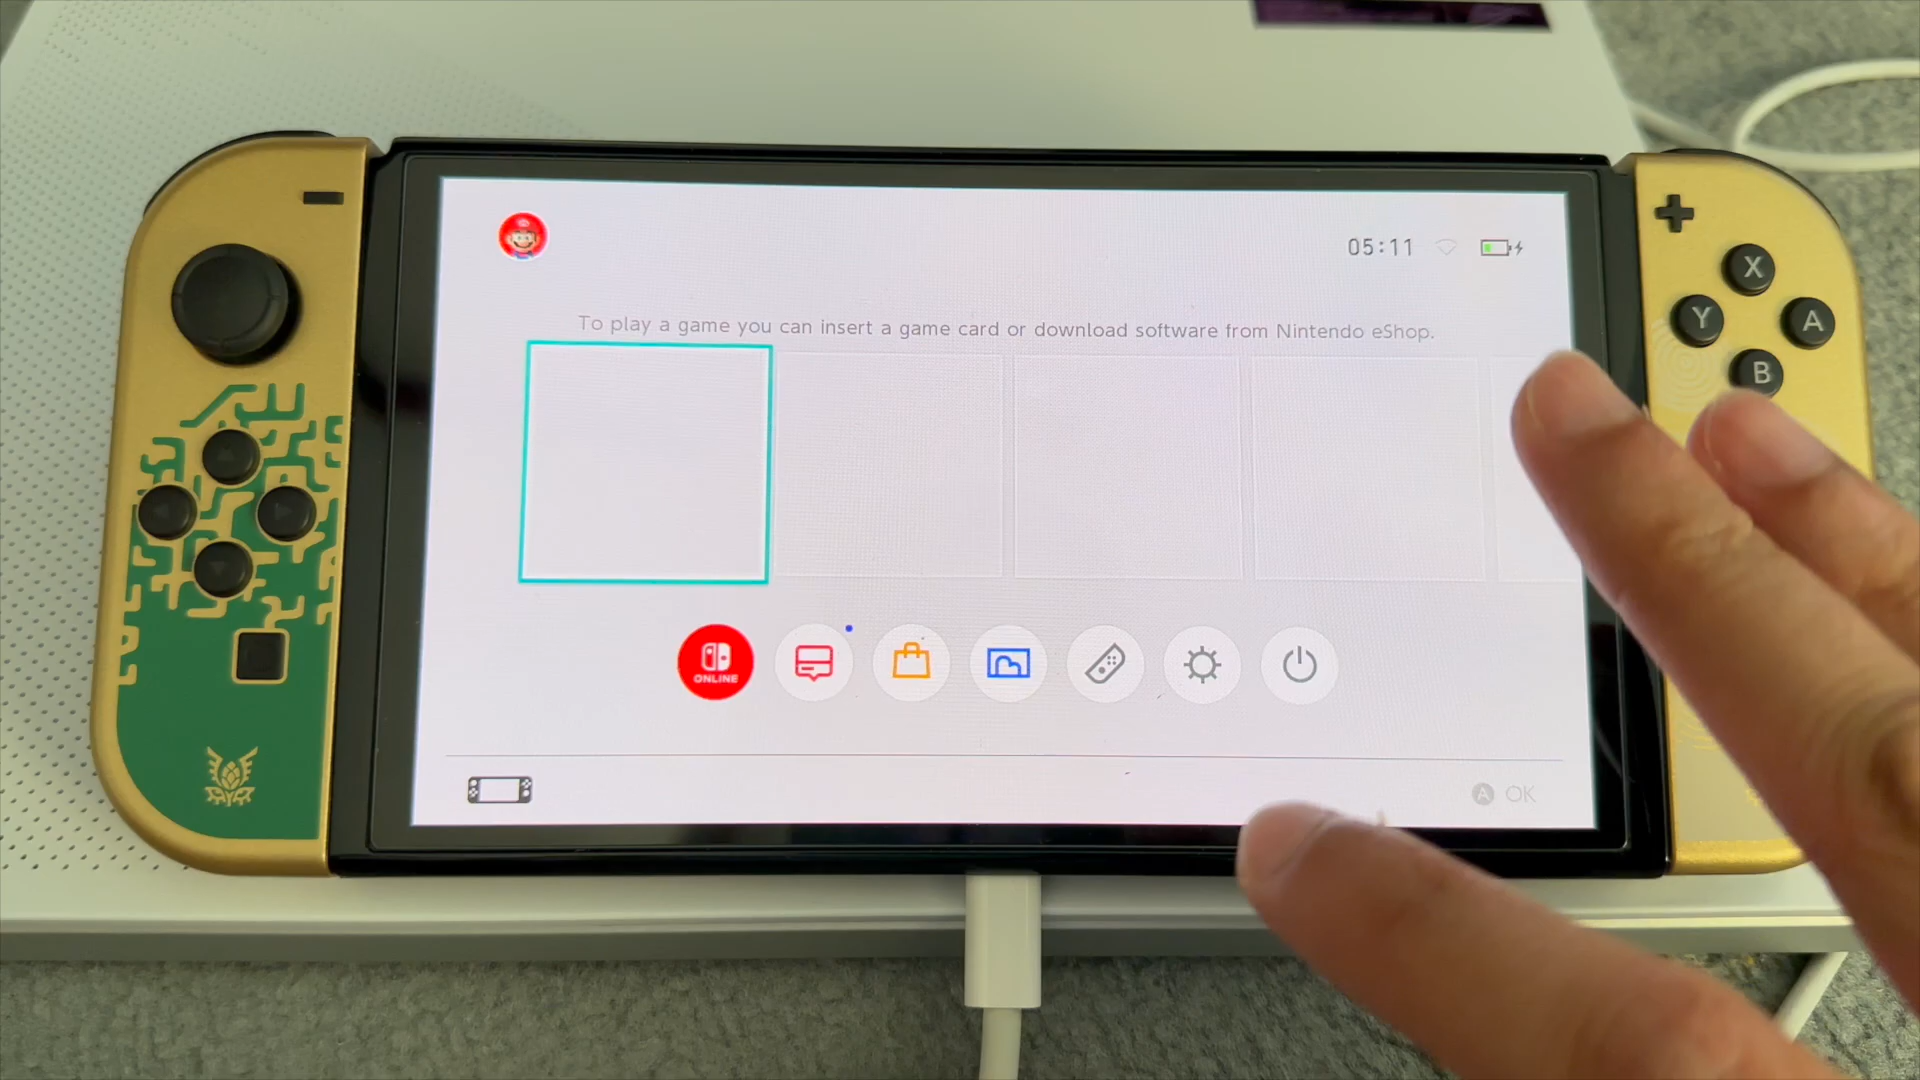 05:11
To play a game you can insert a game card or download software from Nintendo eShop.
X
Y
A
B
ONLINE
A OK